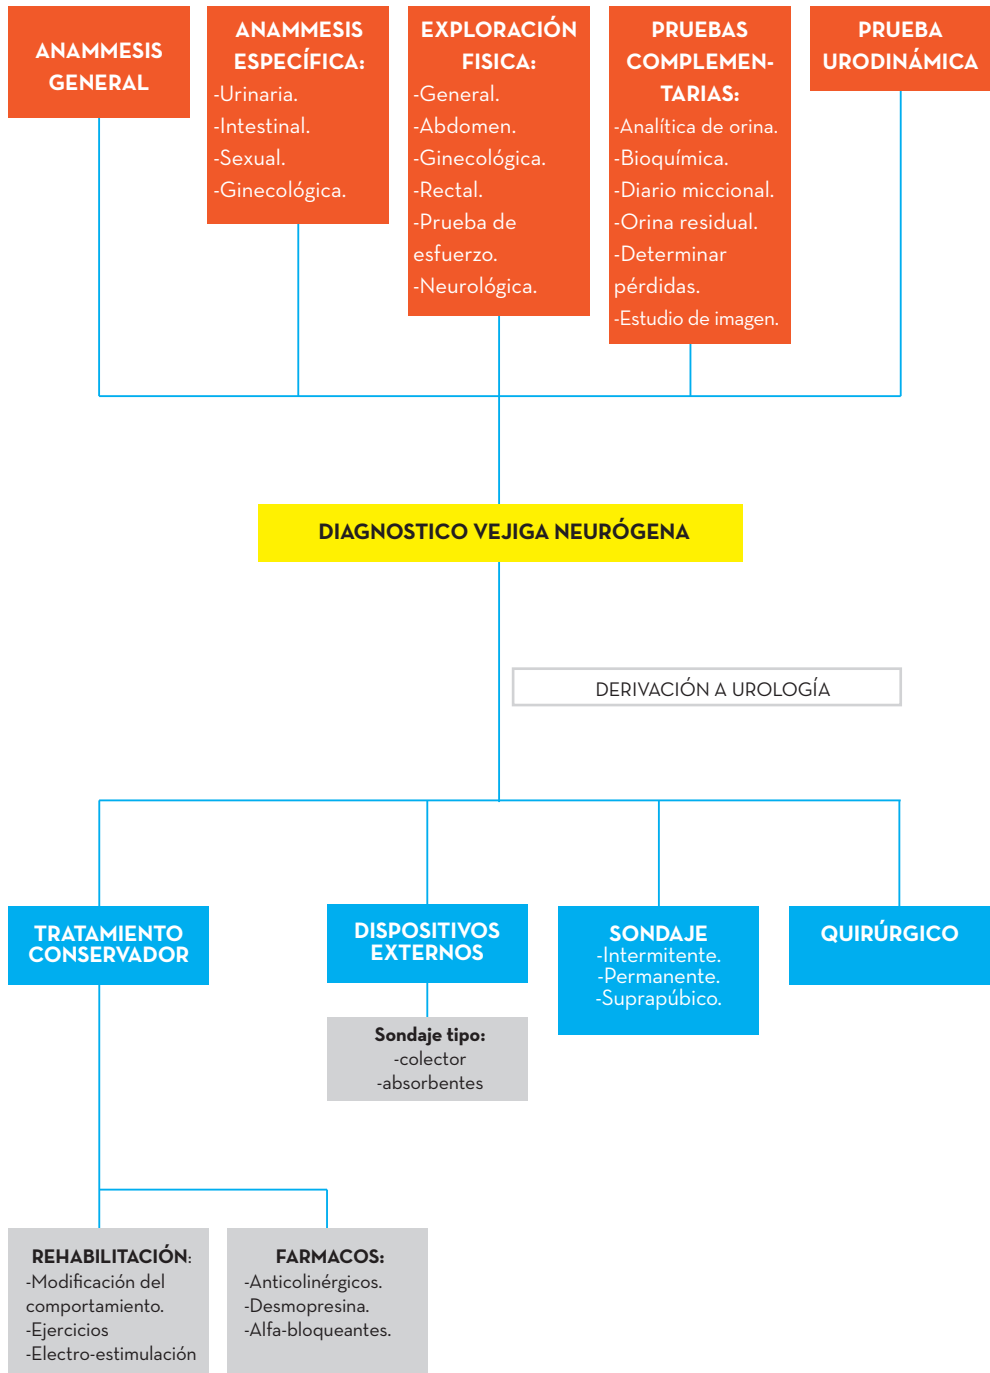 ANAMMESIS
GENERAL
ANAMMESIS
ESPECÍFICA:
-Urinaria.
-Intestinal.
-Sexual.
-Ginecológica.
EXPLORACIÓN
FISICA:
-General.
-Abdomen.
-Ginecológica.
-Rectal.
-Prueba de
esfuerzo.
-Neurológica.
PRUEBAS
COMPLEMEN-
TARIAS:
-Analítica de orina.
-Bioquímica.
-Diario miccional.
-Orina residual.
-Determinar
pérdidas.
-Estudio de imagen.
PRUEBA
URODINÁMICA
DIAGNOSTICO VEJIGA NEURÓGENA
DERIVACIÓN A UROLOGÍA
TRATAMIENTO
CONSERVADOR
DISPOSITIVOS
EXTERNOS
SONDAJE
-Intermitente.
-Permanente.
-Suprapúbico.
QUIRÚRGICO
Sondaje tipo:
-colector
-absorbentes
REHABILITACIÓN:
-Modificación del
comportamiento.
-Ejercicios
-Electro-estimulación
FARMACOS:
-Anticolinérgicos.
-Desmopresina.
-Alfa-bloqueantes.